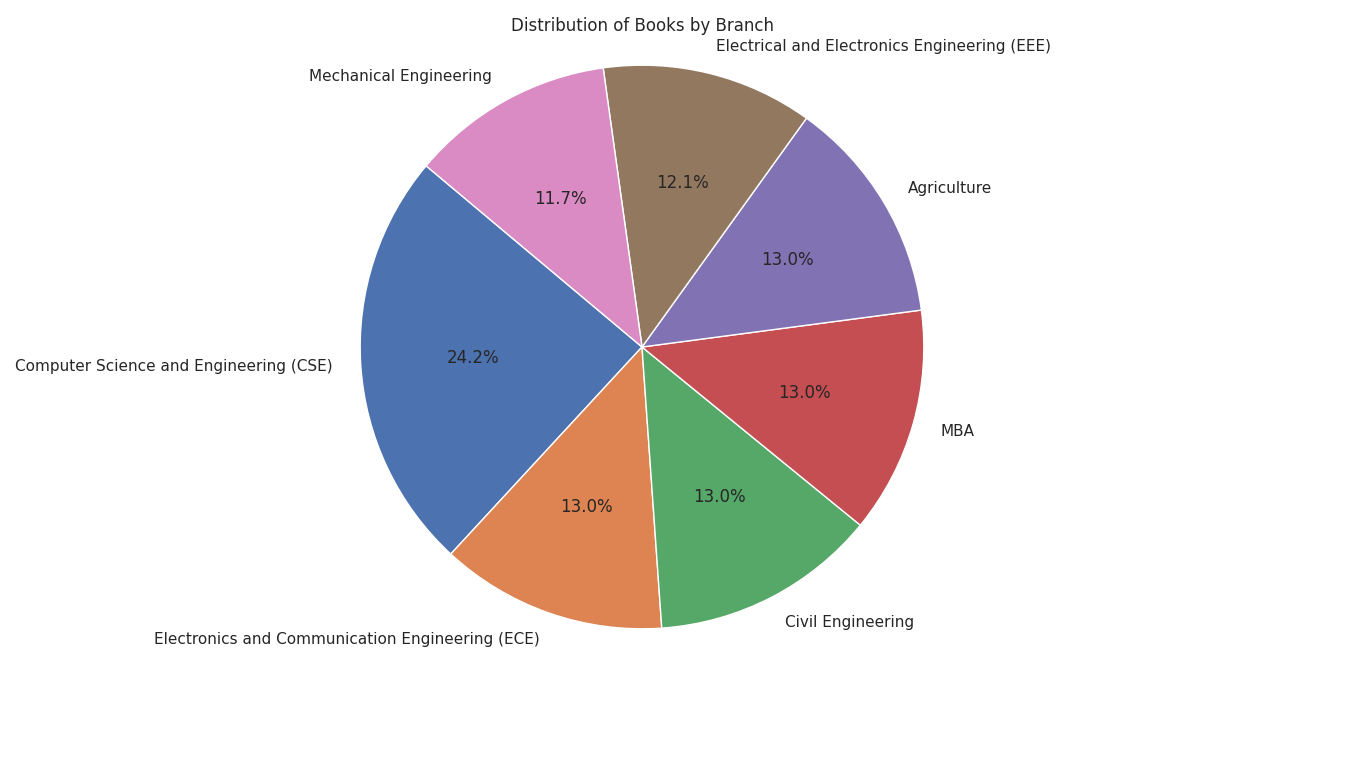 Distribution of Books by Branch
Electrical and Electronics Engineering (EEE)
Mechanical Engineering
12.1%
Agriculture
11.7%
13.0%
24.2%
Computer Science and Engineering (CSE)
13.0%
MBA
13.0%
13.0%
Civil Engineering
Electronics and Communication Engineering (ECE)